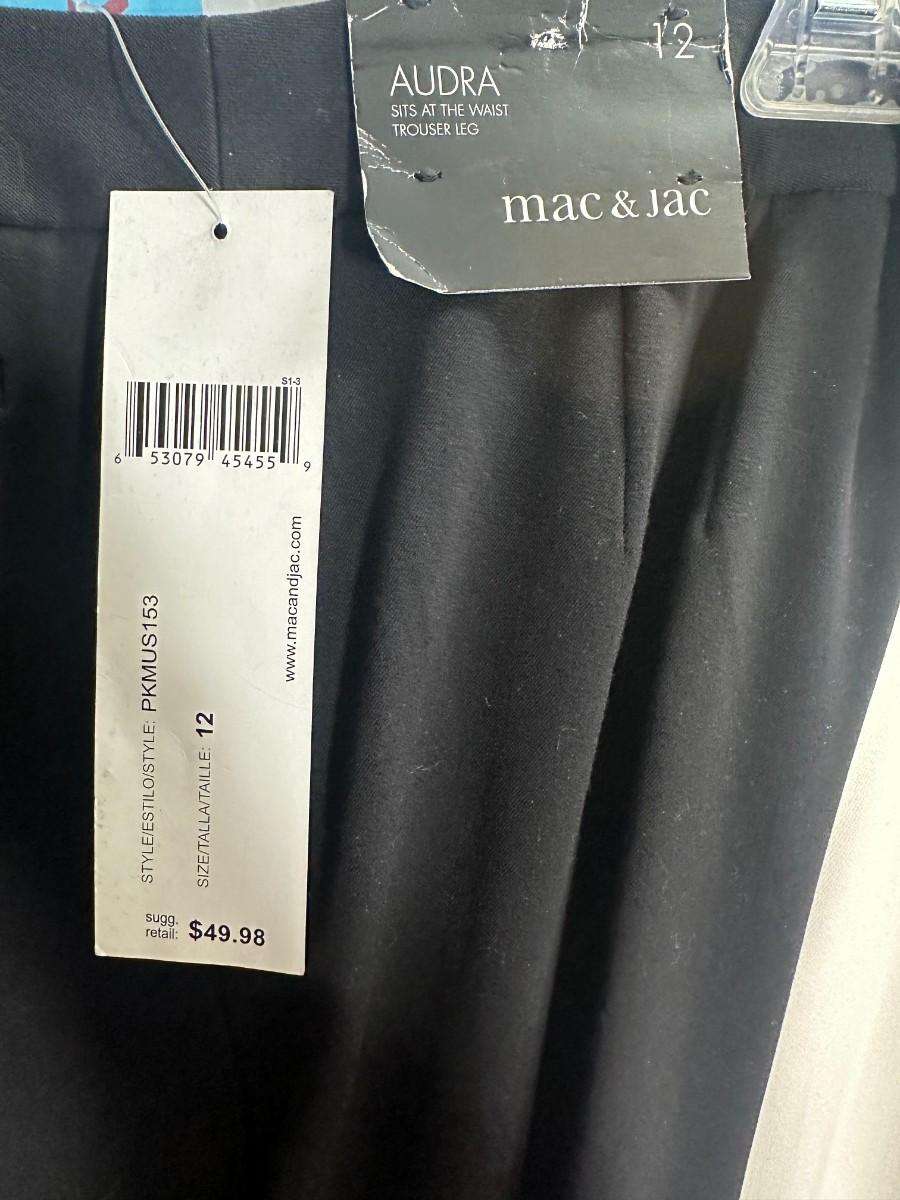 12
AUDRA
SITS AT THE WAIST
TROUSER LEG
mac & jac
S1-3
6 53079 45455 9
www.macandjac.com
STYLE/ESTILO/STYLE: PKMUS153
SIZE/TALLA/TAILLE: 12
sugg.
retail: $49.98